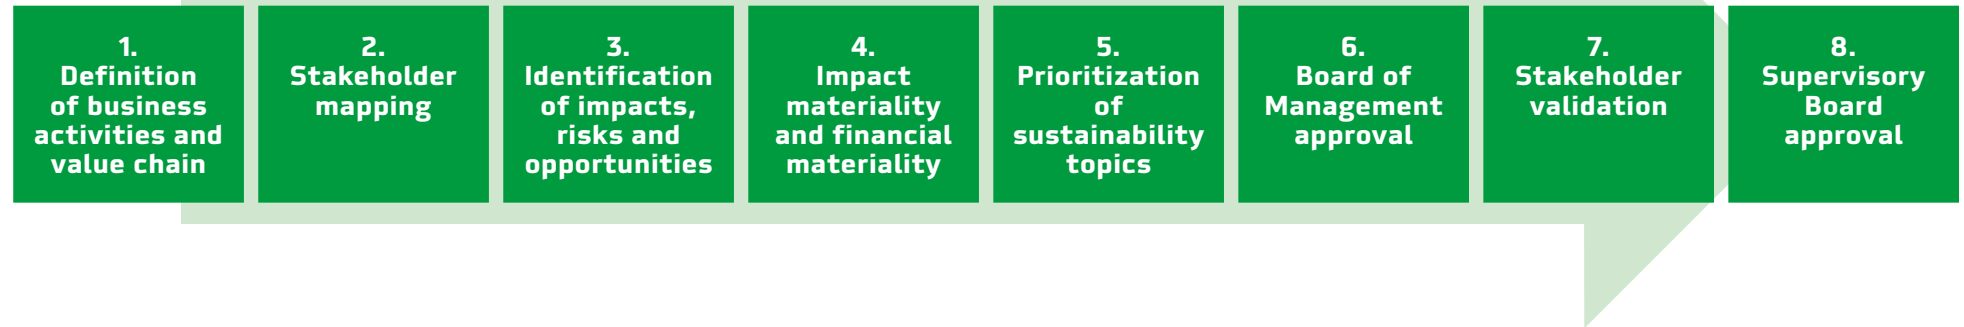 1.
Definition
of business
activities and
value chain
2.
Stakeholder
mapping
3.
Identification
of impacts,
risks and
opportunities
4.
Impact
materiality
and financial
materiality
5.
Prioritization
of
sustainability
topics
6.
Board of
Management
approval
7.
Stakeholder
validation
8.
Supervisory
Board
approval